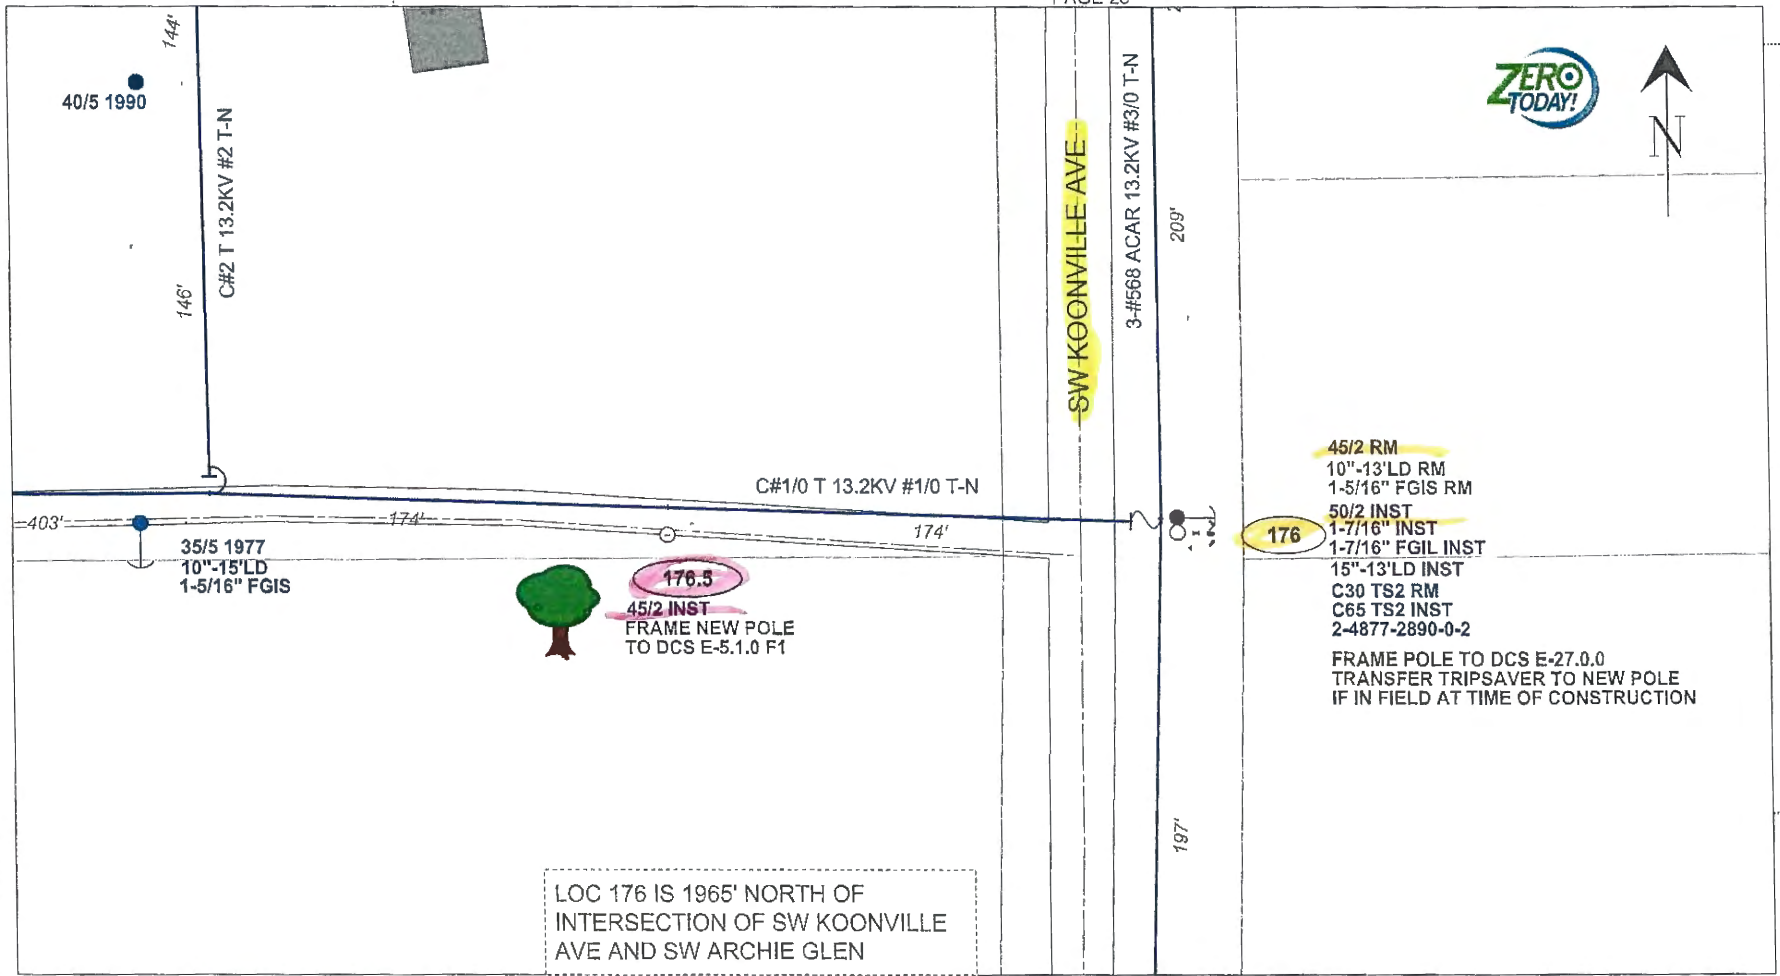 144'
40/5 1990
C#2 T 13.2KV #2 T-N
146'
SW KOONVILLE AVE
3-#568 ACAR 13.2KV #3/0 T-N
209'
ZERO
TODAY!
N
C#1/0 T 13.2KV #1/0 T-N
403'
174'
174'
35/5 1977
10"-15'LD
1-5/16" FGIS
176.5
45/2 INST
FRAME NEW POLE
TO DCS E-5.1.0 F1
176
45/2 RM
10"-13'LD RM
1-5/16" FGIS RM
50/2 INST
1-7/16" INST
1-7/16" FGIL INST
15"-13'LD INST
C30 TS2 RM
C65 TS2 INST
2-4877-2890-0-2
FRAME POLE TO DCS E-27.0.0
TRANSFER TRIPSAVER TO NEW POLE
IF IN FIELD AT TIME OF CONSTRUCTION
197'
LOC 176 IS 1965' NORTH OF
INTERSECTION OF SW KOONVILLE
AVE AND SW ARCHIE GLEN